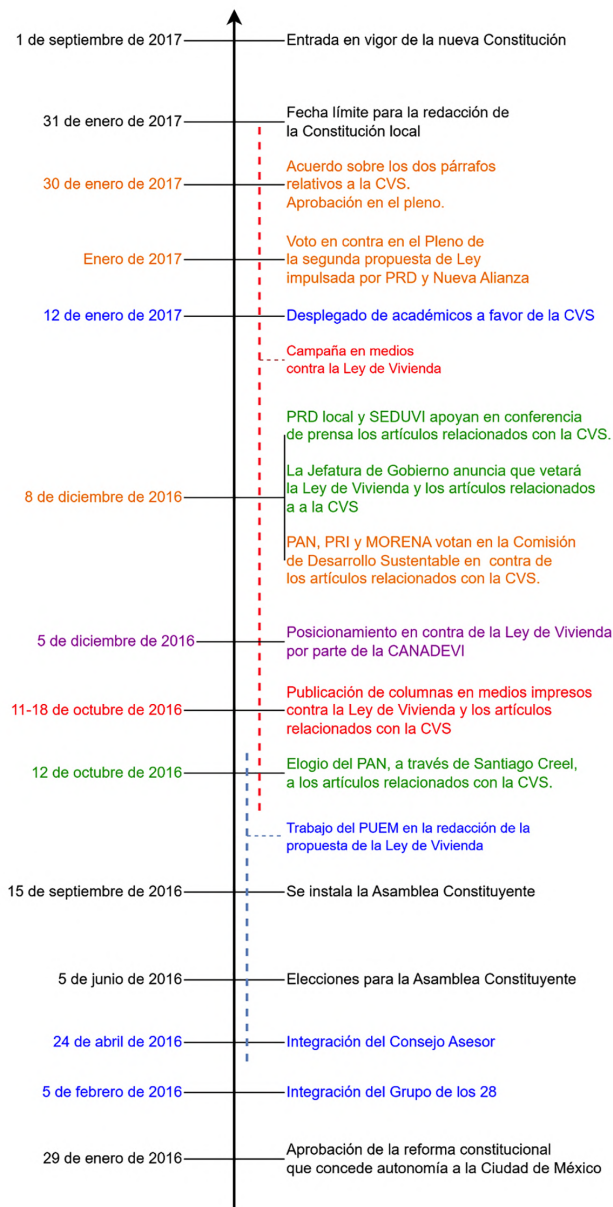 1 de septiembre de 2017
Entrada en vigor de la nueva Constitución
31 de enero de 2017
Fecha límite para la redacción de
la Constitución local
30 de enero de 2017
Acuerdo sobre los dos párrafos
relativos a la CVS.
Aprobación en el pleno.
Enero de 2017
Voto en contra en el Pleno de
la segunda propuesta de Ley
impulsada por PRD y Nueva Alianza
12 de enero de 2017
Desplegado de académicos a favor de la CVS
Campaña en medios
contra la Ley de Vivienda
8 de diciembre de 2016
PRD local y SEDUVI apoyan en conferencia
de prensa los artículos relacionados con la CVS.
La Jefatura de Gobierno anuncia que vetará
la Ley de Vivienda y los artículos relacionados
a a la CVS
PAN, PRI y MORENA votan en la Comisión
de Desarrollo Sustentable en contra de
los artículos relacionados con la CVS.
5 de diciembre de 2016
Posicionamiento en contra de la Ley de Vivienda
por parte de la CANADEVI
11-18 de octubre de 2016
Publicación de columnas en medios impresos
contra la Ley de Vivienda y los artículos
relacionados con la CVS
12 de octubre de 2016
Elogio del PAN, a través de Santiago Creel,
a los artículos relacionados con la CVS.
Trabajo del PUEM en la redacción de la
propuesta de la Ley de Vivienda
15 de septiembre de 2016
Se instala la Asamblea Constituyente
5 de junio de 2016
Elecciones para la Asamblea Constituyente
24 de abril de 2016
Integración del Consejo Asesor
5 de febrero de 2016
Integración del Grupo de los 28
29 de enero de 2016
Aprobación de la reforma constitucional
que concede autonomía a la Ciudad de México